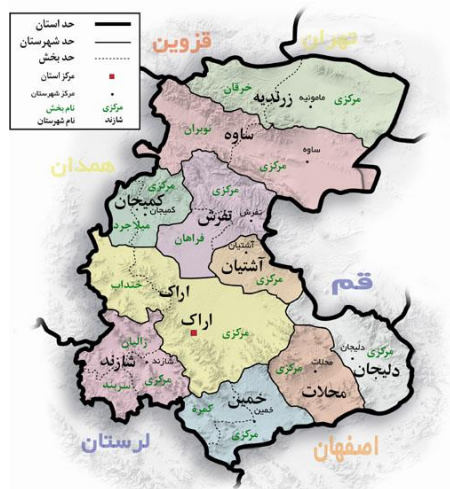 حد استان
حد شهرستان
حد بخش
مرکز استان
مرکز شهرستان
مرکزی نام بخش
شازند نام شهرستان
قزوین
تهران
همدان
قم
لرستان
اصفهان
خرقان
زرندیه
مامونیه
مرکزی
نوبران
ساوه
ساوه
مرکزی
مرکزی
کمیجان
کمیجان
میلاجرد
مرکزی
تفرش
تفرش
فراهان
آشتیان
آشتیان
مرکزی
خنداب
اراک
اراک
مرکزی
زالیان
شازند
شازند
سربند
مرکزی
کمره
خمین
خمین
مرکزی
محلات
مرکزی
محلات
دلیجان
مرکزی
دلیجان